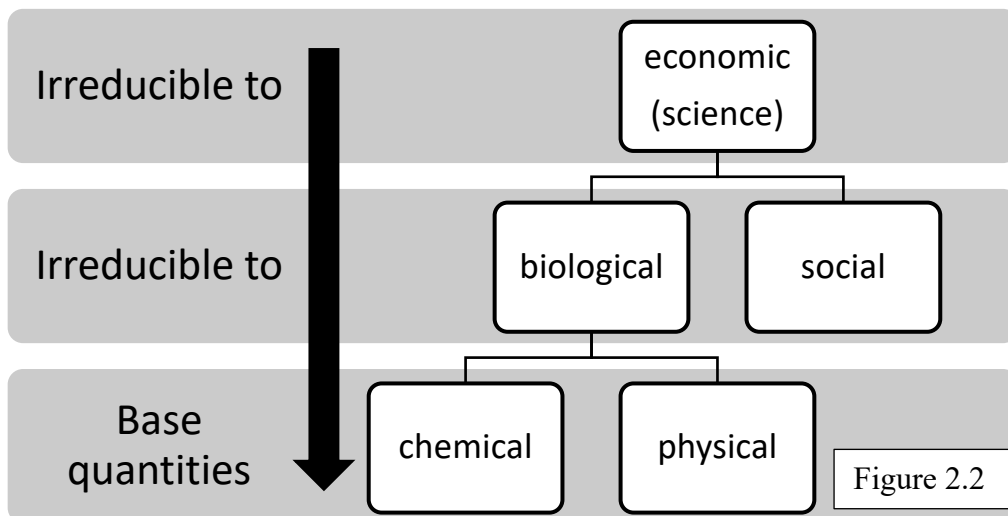 Irreducible to
economic
(science)
Irreducible to
biological
social
Base
quantities
chemical
physical
Figure 2.2